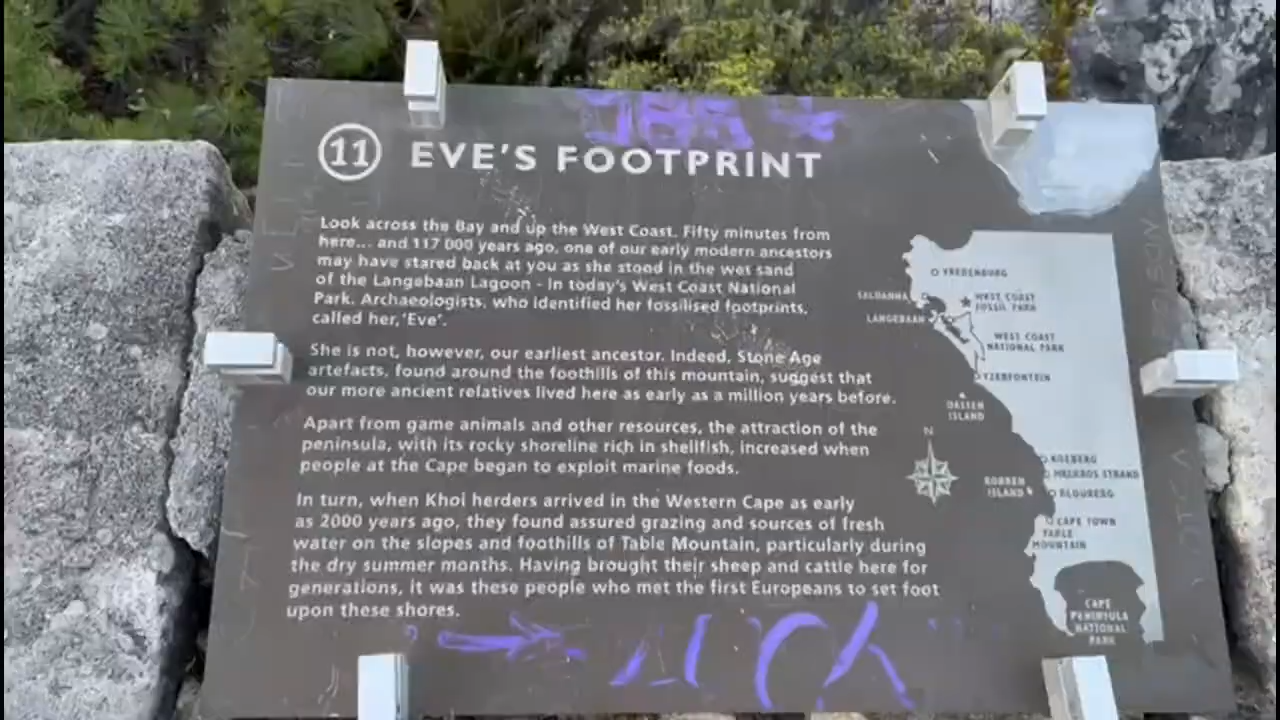 11 EVE'S FOOTPRINT
Look across the Bay and up the West Coast. Fifty minutes from
here... and 117 000 years ago, one of our early modern ancestors
may have stared back at you as she stood in the wet sand
of the Langebaan Lagoon - In today's West Coast National
Park. Archaeologists, who identified her fossilised footprints,
called her, 'Eve'.
She is not, however, our earliest ancestor. Indeed, Stone Age
artefacts, found around the foothills of this mountain, suggest that
our more ancient relatives lived here as early as a million years before.
Apart from game animals and other resources, the attraction of the
peninsula, with its rocky shoreline rich in shellfish, increased when
people at the Cape began to exploit marine foods.
In turn, when Khoi herders arrived in the Western Cape as early
as 2000 years ago, they found assured grazing and sources of fresh
water on the slopes and foothills of Table Mountain, particularly during
the dry summer months. Having brought their sheep and cattle here for
generations, it was these people who met the first Europeans to set foot
upon these shores.
VREDENBURG
SALDANHA
WEST COAST
FOSSIL PARK
LANGEBAAN
WEST COAST
NATIONAL PARK
YZERFONTEIN
DASSEN
ISLAND
N
KOEBERG
MELKBOS STRAND
ROBBEN
ISLAND
BLOUBERG
CAPE TOWN
TABLE
MOUNTAIN
CAPE
PENINSULA
NATIONAL
PARK